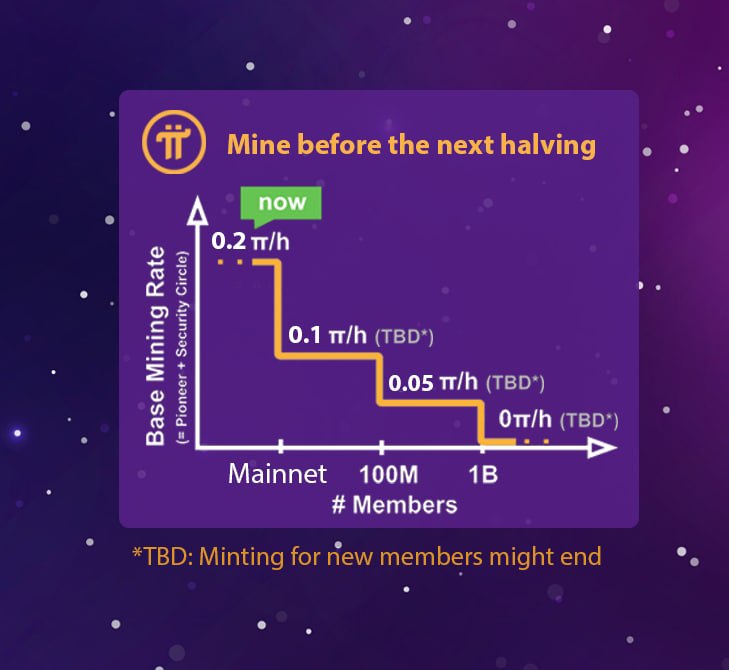 Mine before the next halving
now
0.2 π/h
Base Mining Rate
(= Pioneer + Security Circle)
0.1 π/h (TBD*)
0.05 π/h (TBD*)
0π/h (TBD*)
Mainnet 100M 1B
# Members
*TBD: Minting for new members might end